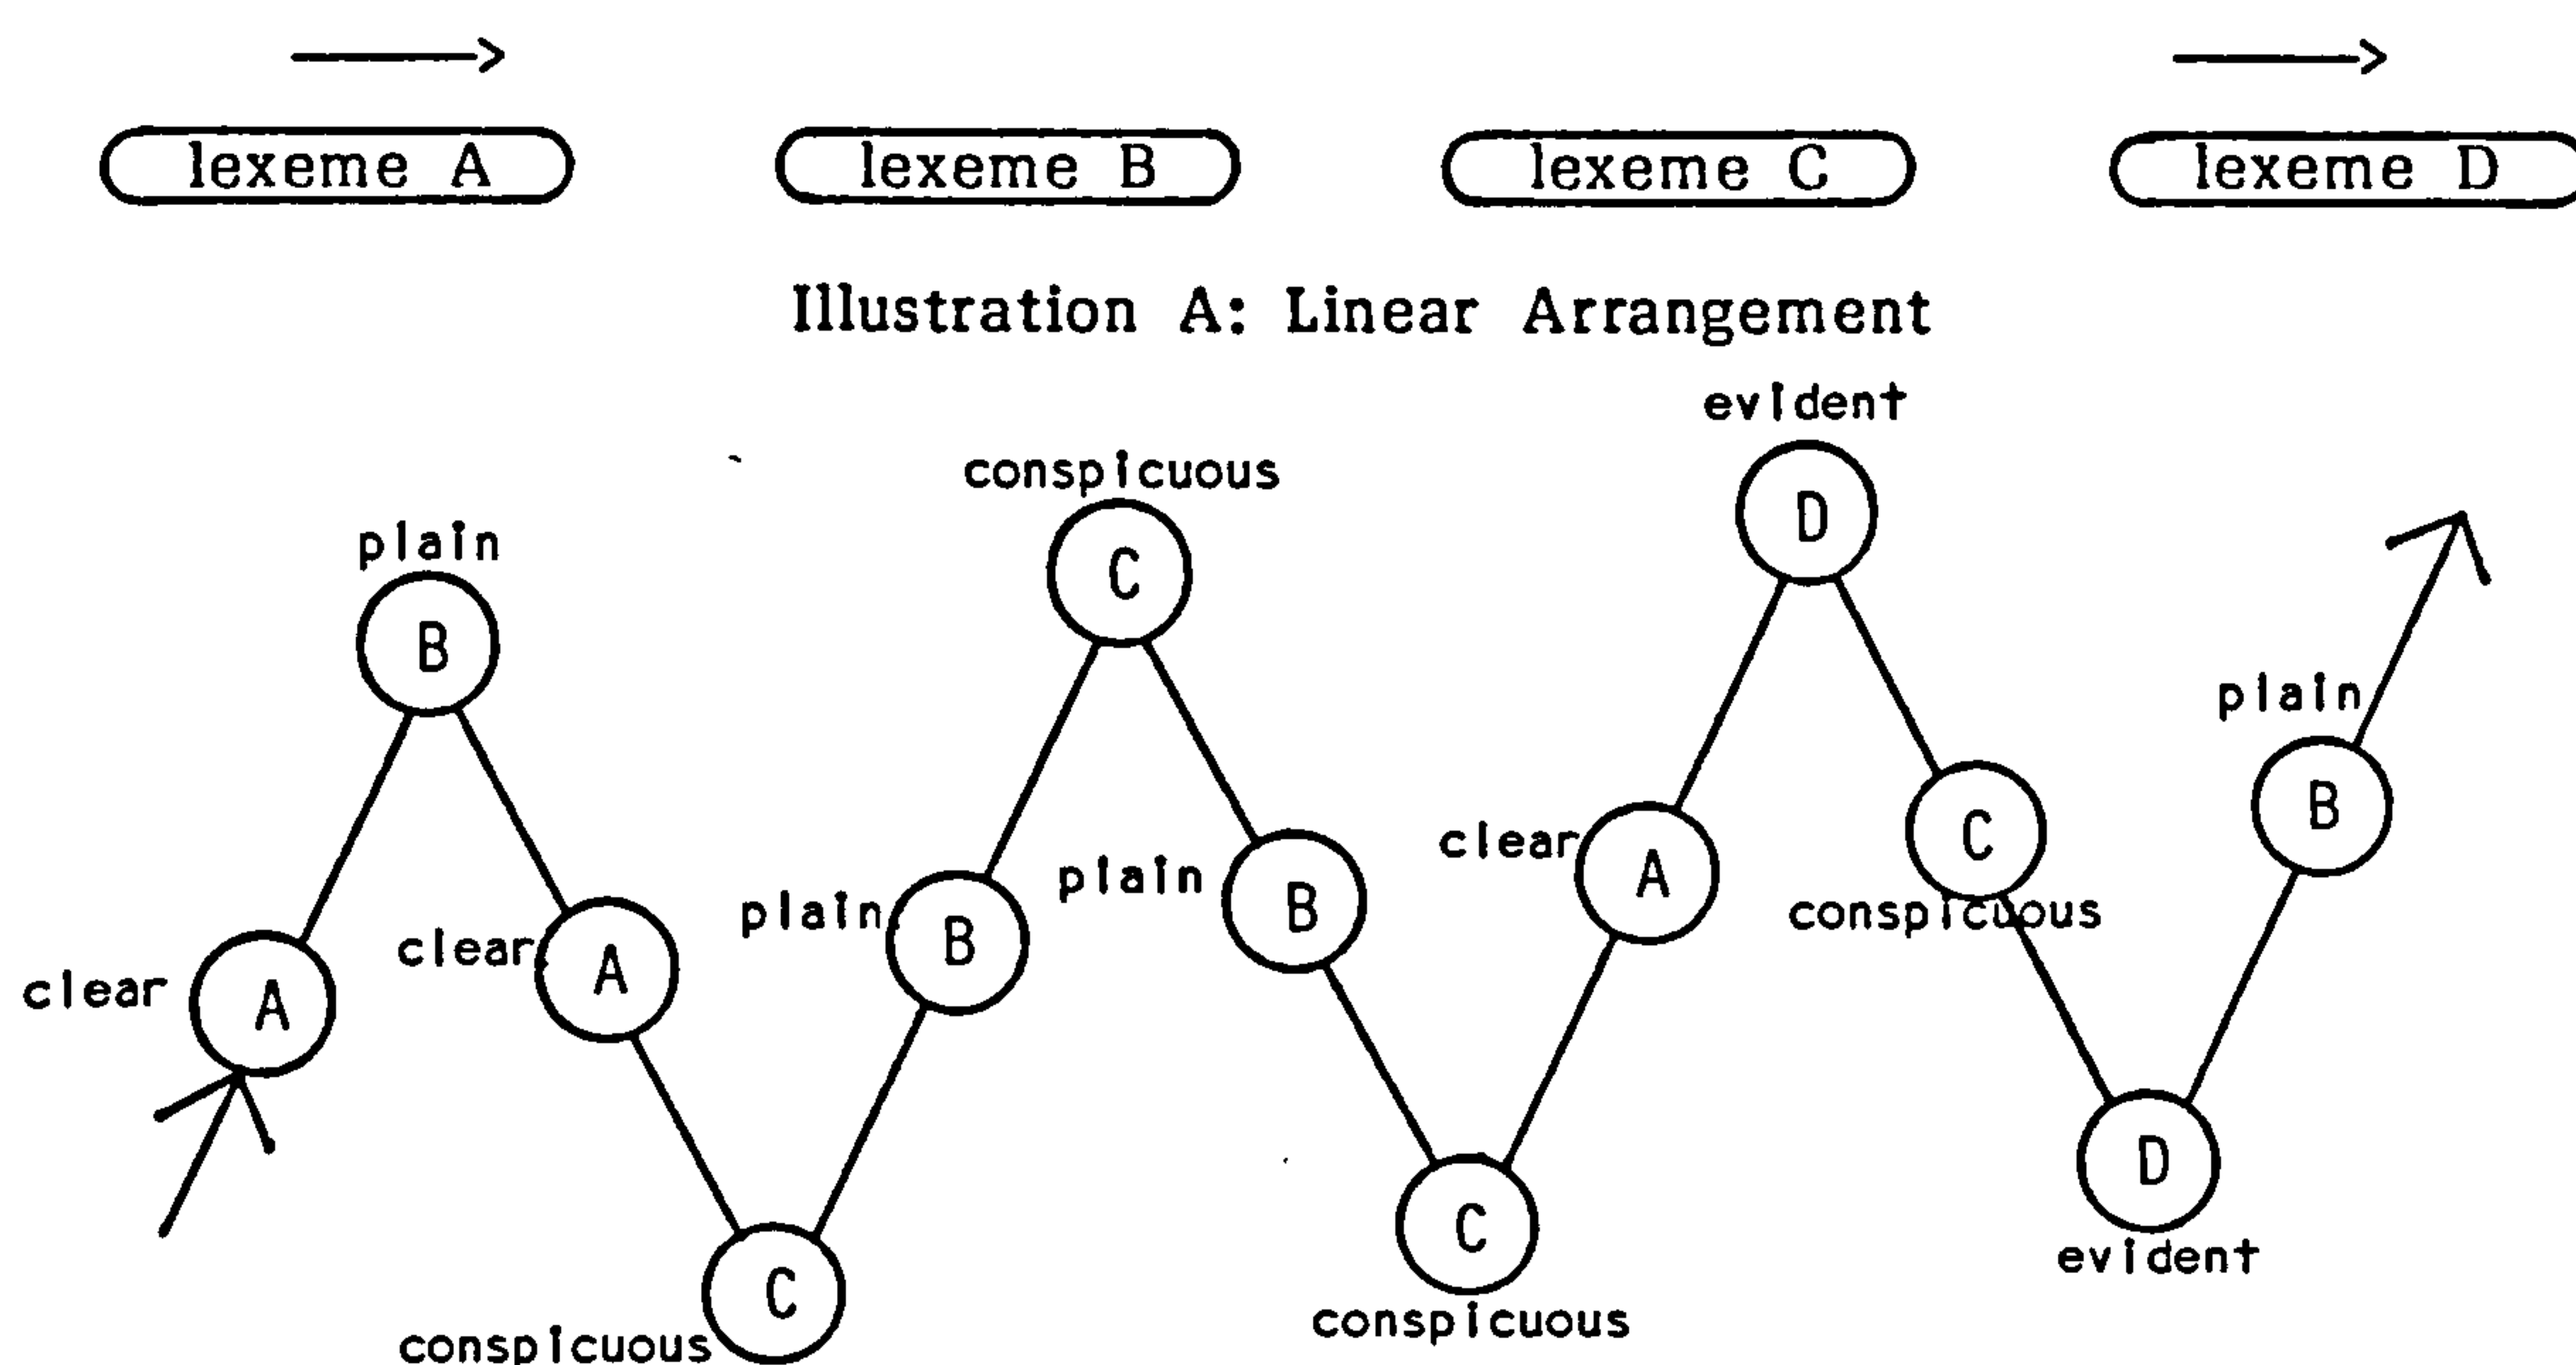 lexeme A lexeme B lexeme C lexeme D
Illustration A: Linear Arrangement
evident
conspicuous
D
plain
C
plain
B
B
clear
A
C
plain
B
plain
B
conspicuous
clear
A
clear
A
D
C
evident
C
conspicuous
conspicuous